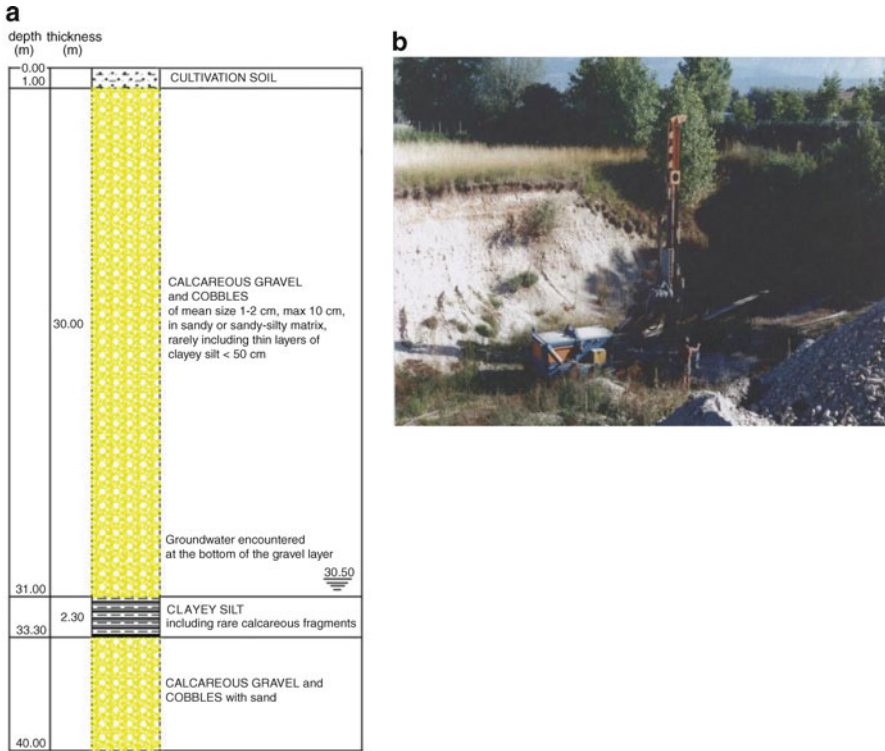 a
depth thickness
(m) (m)
0.00
1.00
CULTIVATION SOIL
30.00
CALCAREOUS GRAVEL
and COBBLES
of mean size 1-2 cm, max 10 cm,
in sandy or sandy-silty matrix,
rarely including thin layers of
clayey silt < 50 cm
Groundwater encountered
at the bottom of the gravel layer
30.50
31.00
2.30
CLAYEY SILT
including rare calcareous fragments
33.30
CALCAREOUS GRAVEL and
COBBLES with sand
40.00
b